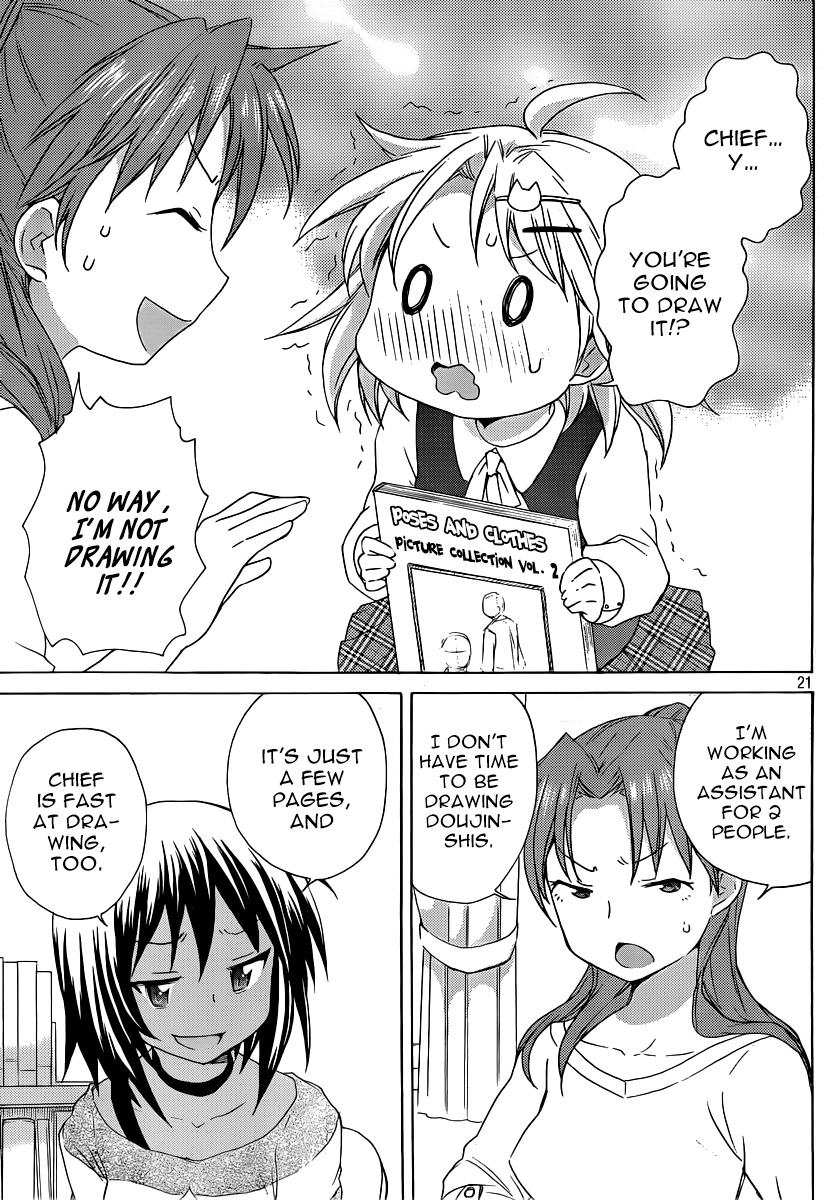 CHIEF...
Y...
YOU'RE
GOING
TO DRAW
IT!?
NO WAY,
I'M NOT
DRAWING
IT!!
POSES AND CLOTHES
PICTURE COLLECTION VOL. 2
21
I'M
WORKING
AS AN
ASSISTANT
FOR 2
PEOPLE.
I DON'T
HAVE TIME
TO BE
DRAWING
DOUJIN-
SHIS.
IT'S JUST
A FEW
PAGES,
AND
CHIEF
IS FAST
AT DRA-
WING,
TOO.